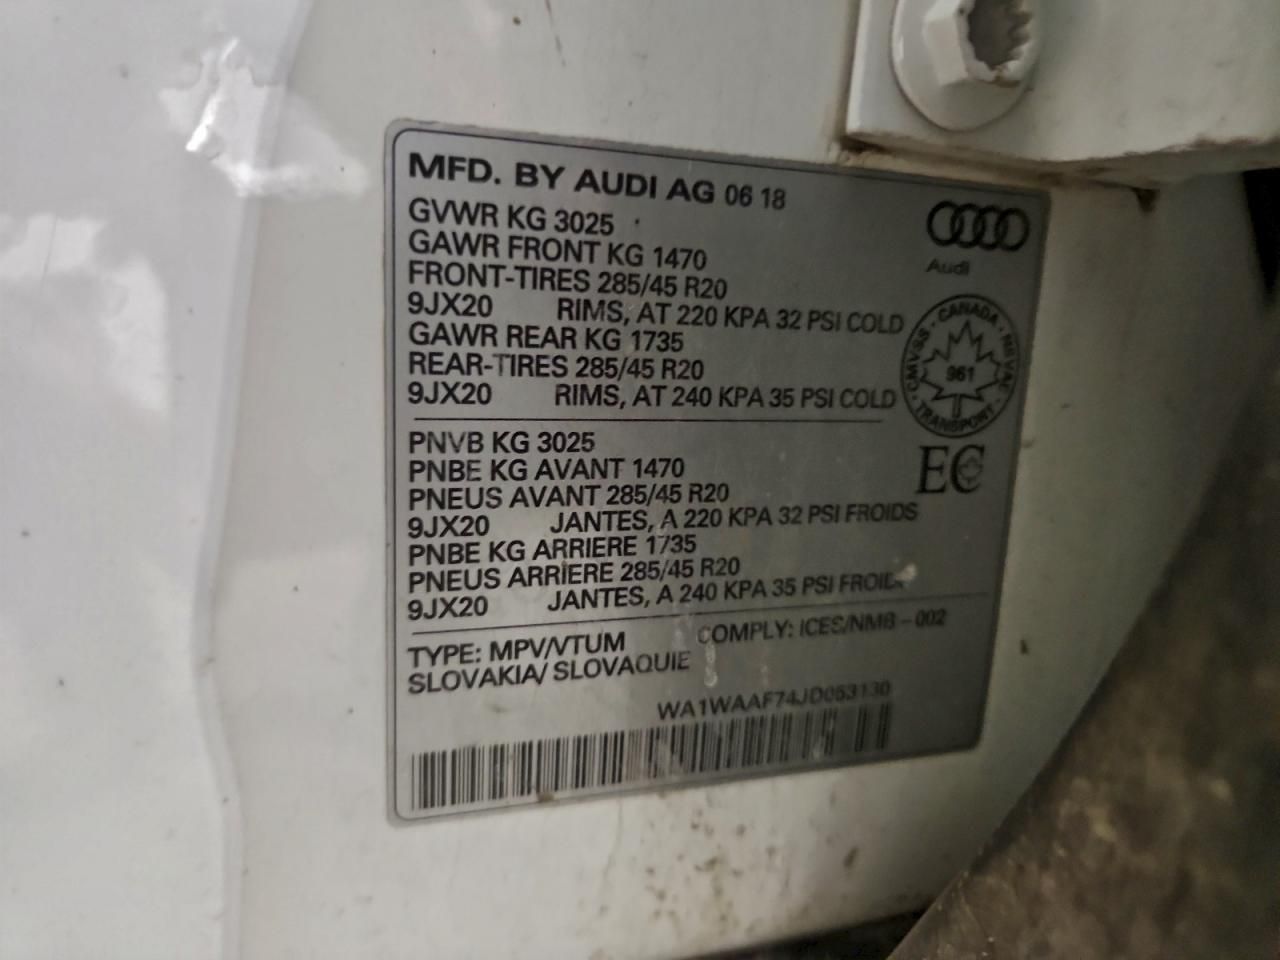 MFD. BY AUDI AG 06 18
GVWR KG 3025
GAWR FRONT KG 1470
FRONT-TIRES 285/45 R20
9JX20 RIMS, AT 220 KPA 32 PSI COLD
GAWR REAR KG 1735
REAR-TIRES 285/45 R20
9JX20 RIMS, AT 240 KPA 35 PSI COLD
Audi
CMVSS - CANADA - NSVAC
961
TRANSPORT
PNVB KG 3025
PNBE KG AVANT 1470
PNEUS AVANT 285/45 R20
9JX20 JANTES, A 220 KPA 32 PSI FROIDS
PNBE KG ARRIERE 1735
PNEUS ARRIERE 285/45 R20
9JX20 JANTES, A 240 KPA 35 PSI FROIDS
EC
TYPE: MPV/VTUM COMPLY: ICES/NMB - 002
SLOVAKIA/ SLOVAQUIE
WA1WAAF74JD053130